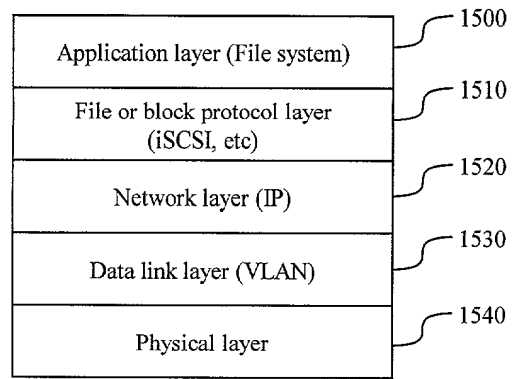 1500
Application layer (File system)
1510
File or block protocol layer
(iSCSI, etc)
1520
Network layer (IP)
1530
Data link layer (VLAN)
1540
Physical layer